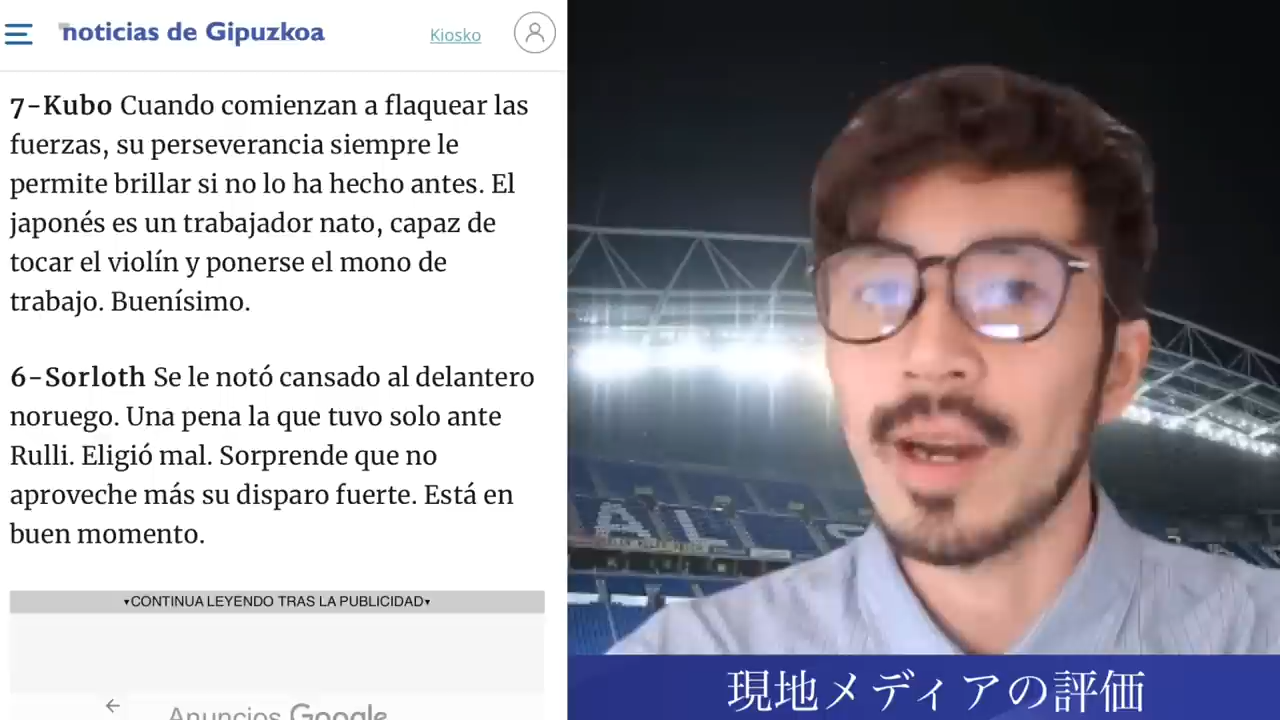 noticias de Gipuzkoa
Kiosko
7-Kubo Cuando comienzan a flaquear las
fuerzas, su perseverancia siempre le
permite brillar si no lo ha hecho antes. El
japonés es un trabajador nato, capaz de
tocar el violín y ponerse el mono de
trabajo. Buenísimo.
6-Sorloth Se le notó cansado al delantero
noruego. Una pena la que tuvo solo ante
Rulli. Eligió mal. Sorprende que no
aproveche más su disparo fuerte. Está en
buen momento.
▾CONTINUA LEYENDO TRAS LA PUBLICIDAD▾
Anuncios Google
AL
現地メディアの評価